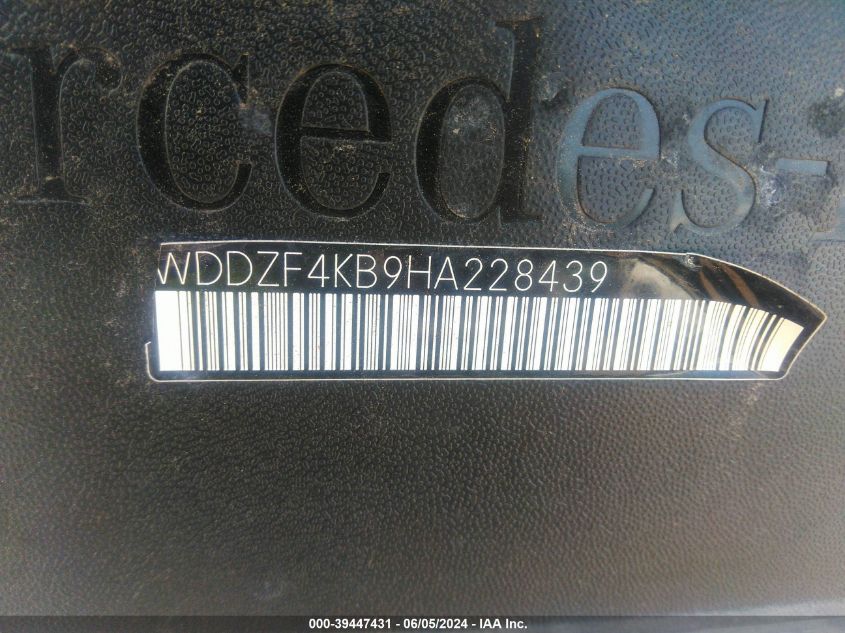 rcedes-
WDDZF4KB9HA228439
000-39447431 - 06/05/2024 - IAA Inc.